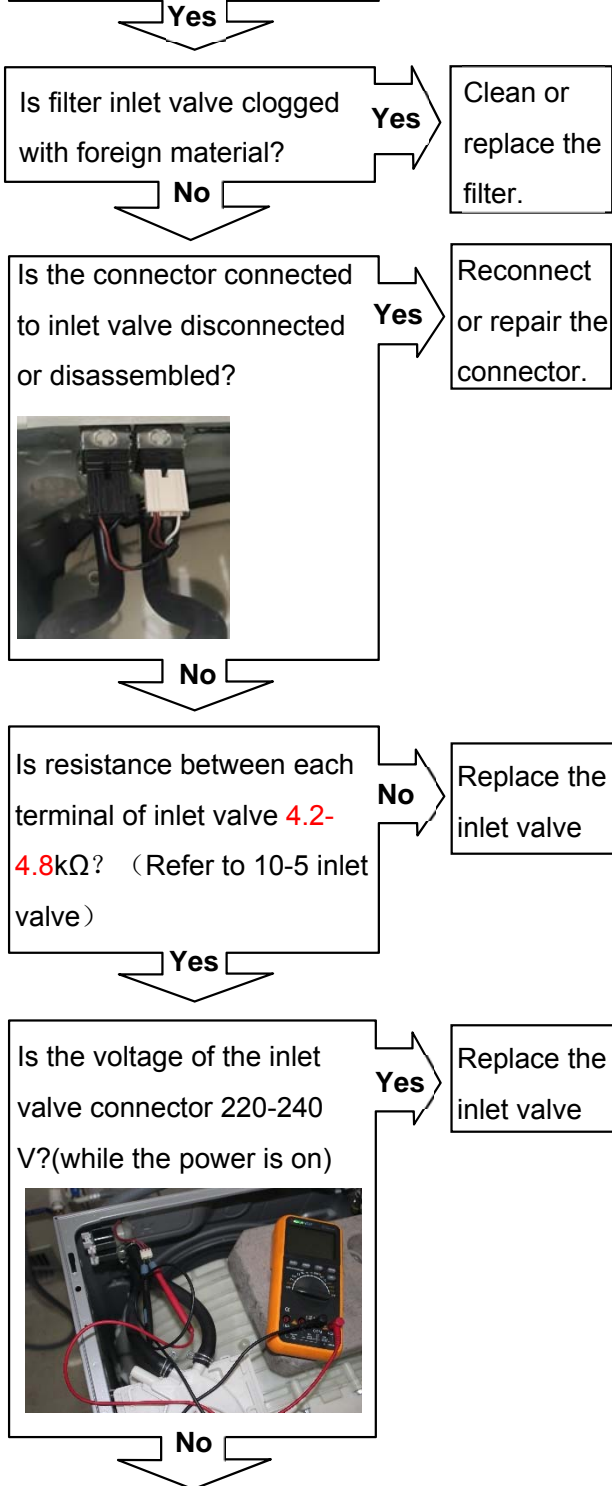 Yes
Is filter inlet valve clogged
with foreign material?
Yes
Clean or
replace the
filter.
No
Is the connector connected
to inlet valve disconnected
or disassembled?
Yes
Reconnect
or repair the
connector.
No
Is resistance between each
terminal of inlet valve 4.2-
4.8kΩ? （Refer to 10-5 inlet
valve）
No
Replace the
inlet valve
Yes
Is the voltage of the inlet
valve connector 220-240
V?(while the power is on)
Yes
Replace the
inlet valve
No